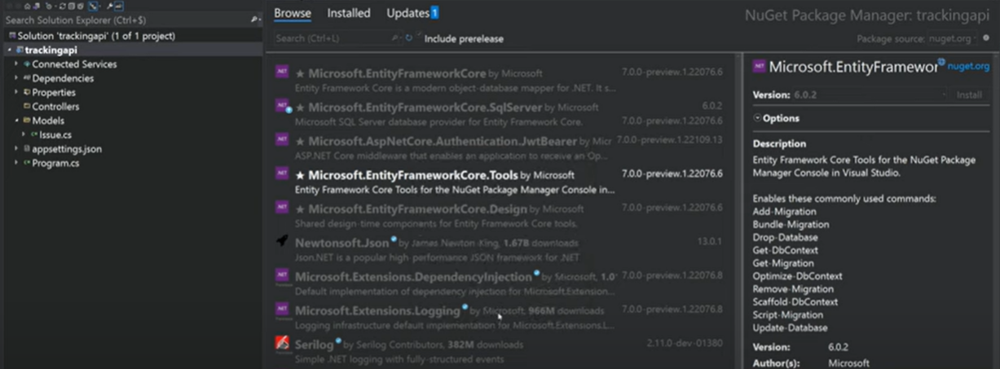 Search Solution Explorer (Ctrl+$)
Solution 'trackingapi' (1 of 1 project)
trackingapi
Connected Services
Dependencies
Properties
Controllers
Models
Issue.cs
appsettings.json
Program.cs
Browse Installed Updates 1
Search (Ctrl+L) Include prerelease
Microsoft.EntityFrameworkCore by Microsoft 7.0.0-preview.1.22076.6
Entity Framework Core is a modern object-database mapper for .NET. It s...
Microsoft.EntityFrameworkCore.SqlServer by Microsoft 6.0.2
Microsoft SQL Server database provider for Entity Framework Core. 7.0.0-preview.1.22076.6
Microsoft.AspNetCore.Authentication.JwtBearer by Micr 7.0.0-preview.1.22109.13
ASP.NET Core middleware that enables an application to receive an Op...
Microsoft.EntityFrameworkCore.Tools by Microsoft 7.0.0-preview.1.22076.6
Entity Framework Core Tools for the NuGet Package Manager Console in...
Microsoft.EntityFrameworkCore.Design by Microsoft 7.0.0-preview.1.22076.6
Shared design-time components for Entity Framework Core tools.
Newtonsoft.Json by James Newton-King, 1.67B downloads 13.0.1
Json.NET is a popular high-performance JSON framework for .NET
Microsoft.Extensions.DependencyInjection by Microsoft, 1.0 7.0.0-preview.1.22076.8
Default implementation of dependency injection for Microsoft.Extension...
Microsoft.Extensions.Logging by Microsoft, 966M downloads 7.0.0-preview.1.22076.8
Logging infrastructure default implementation for Microsoft.Extensions.L...
Serilog by Serilog Contributors, 382M downloads 2.11.0-dev-01380
Simple .NET logging with fully-structured events
NuGet Package Manager: trackingapi
Package source: nuget.org
Microsoft.EntityFramewor nuget.org
Version: 6.0.2 Install
Options
Description
Entity Framework Core Tools for the NuGet Package
Manager Console in Visual Studio.
Enables these commonly used commands:
Add-Migration
Bundle-Migration
Drop-Database
Get-DbContext
Get-Migration
Optimize-DbContext
Remove-Migration
Scaffold-DbContext
Script-Migration
Update-Database
Version: 6.0.2
Author(s): Microsoft